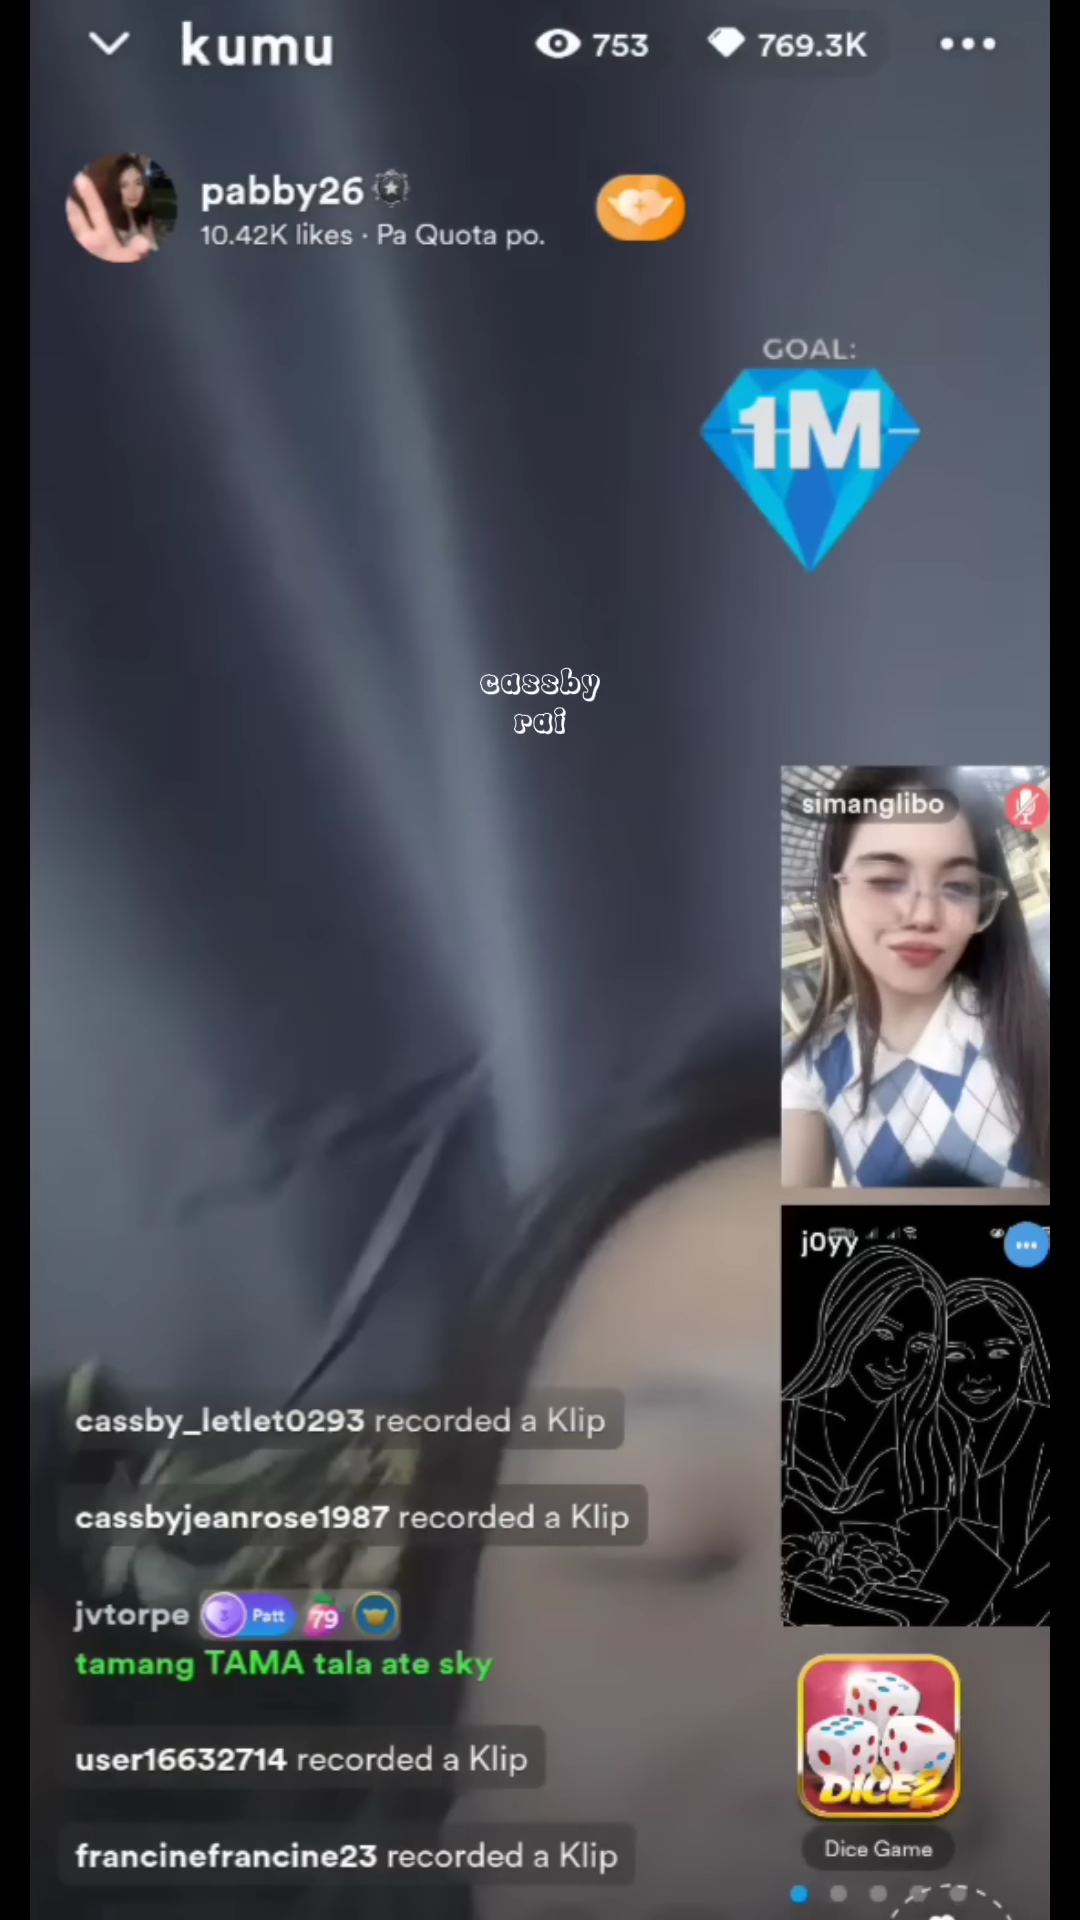 kumu
753
769.3K
pabby26
10.42K likes · Pa Quota po.
GOAL:
1M
cassby
rai
simanglibo
j0yy
cassby_letlet0293 recorded a Klip
cassbyjeanrose1987 recorded a Klip
jvtorpe 3 Patt 79
tamang TAMA tala ate sky
user16632714 recorded a Klip
francinefrancine23 recorded a Klip
DICE2
Dice Game